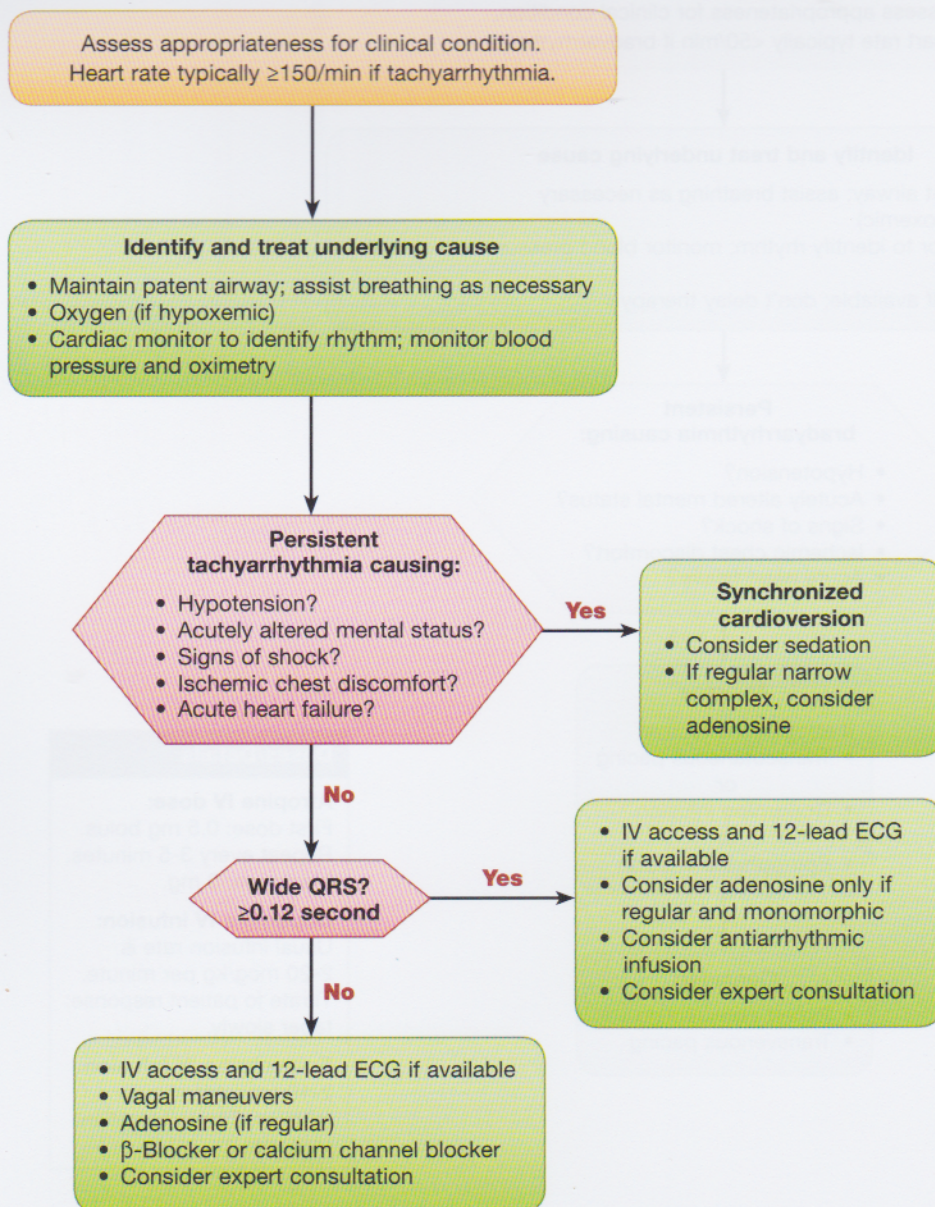 Assess appropriateness for clinical condition.
Heart rate typically ≥150/min if tachyarrhythmia.
Identify and treat underlying cause
• Maintain patent airway; assist breathing as necessary
• Oxygen (if hypoxemic)
• Cardiac monitor to identify rhythm; monitor blood
pressure and oximetry
Persistent
tachyarrhythmia causing:
• Hypotension?
• Acutely altered mental status?
• Signs of shock?
• Ischemic chest discomfort?
• Acute heart failure?
Yes
Synchronized
cardioversion
• Consider sedation
• If regular narrow
complex, consider
adenosine
No
Wide QRS?
≥0.12 second
Yes
• IV access and 12-lead ECG
if available
• Consider adenosine only if
regular and monomorphic
• Consider antiarrhythmic
infusion
• Consider expert consultation
No
• IV access and 12-lead ECG if available
• Vagal maneuvers
• Adenosine (if regular)
• β-Blocker or calcium channel blocker
• Consider expert consultation